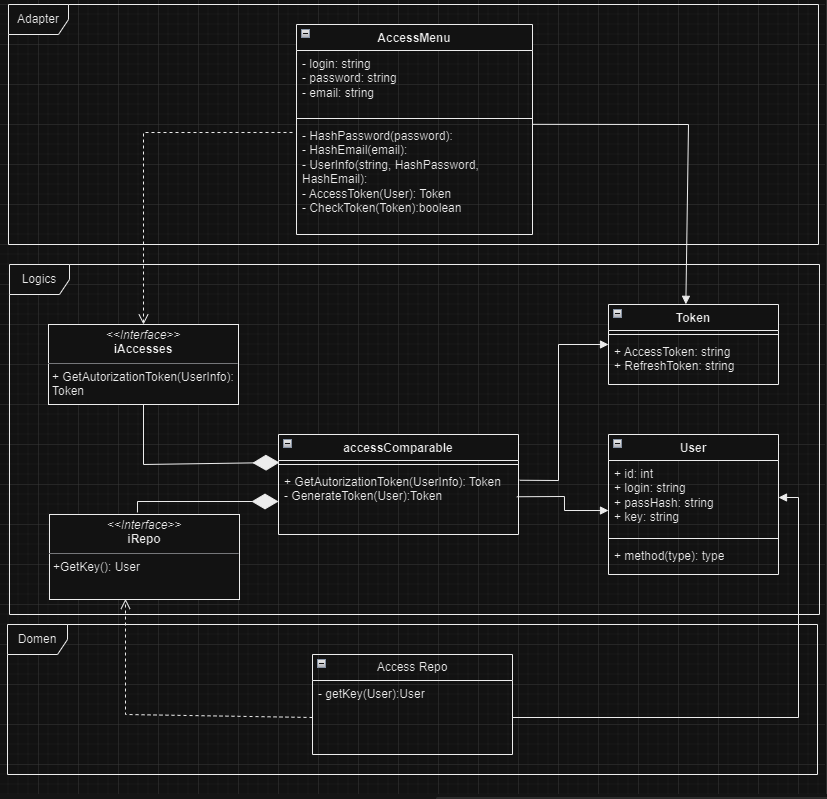 Adapter
AccessMenu
- login: string
- password: string
- email: string
- HashPassword(password):
- HashEmail(email):
- UserInfo(string, HashPassword,
HashEmail):
- AccessToken(User): Token
- CheckToken(Token):boolean
Logics
<<Interface>>
iAccesses
+ GetAutorizationToken(UserInfo):
Token
Token
+ AccessToken: string
+ RefreshToken: string
accessComparable
+ GetAutorizationToken(UserInfo): Token
- GenerateToken(User):Token
User
+ id: int
+ login: string
+ passHash: string
+ key: string
+ method(type): type
<<Interface>>
iRepo
+GetKey(): User
Domen
Access Repo
- getKey(User):User